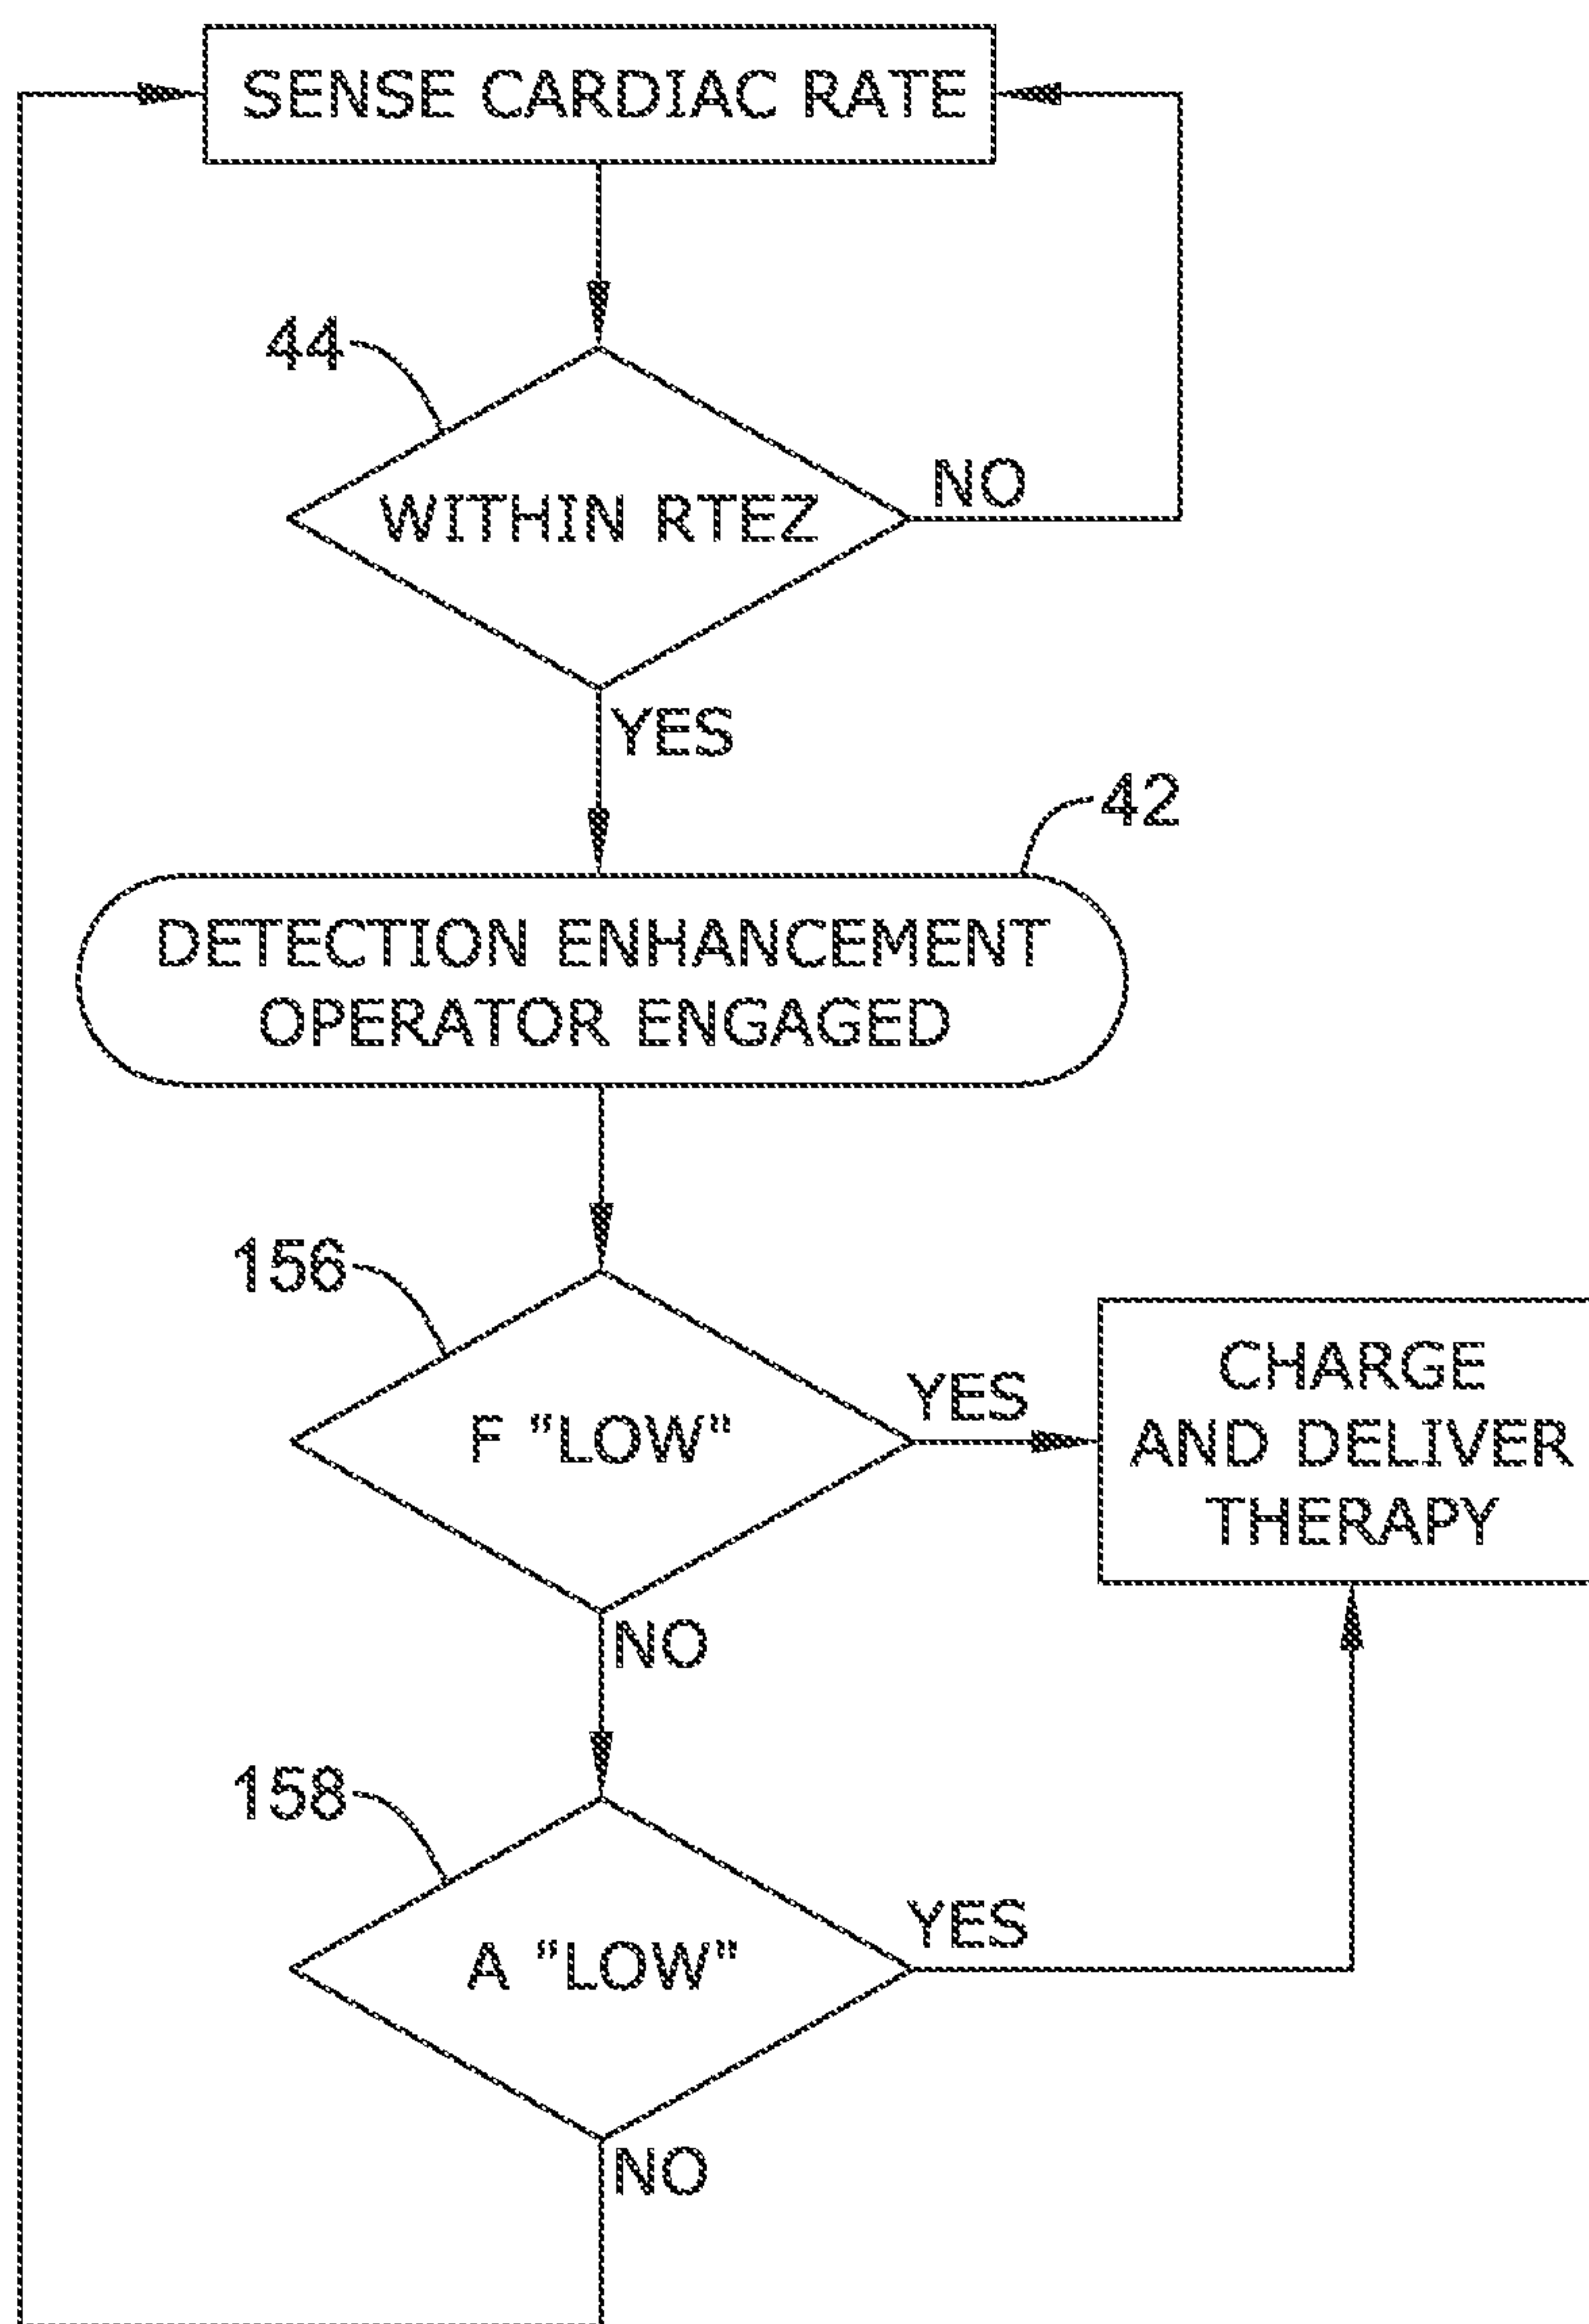 SENSE CARDIAC RATE
44
WITHIN RTEZ
NO
YES
42
DETECTION ENHANCEMENT
OPERATOR ENGAGED
156
F "LOW"
YES
CHARGE
AND DELIVER
THERAPY
NO
158
A "LOW"
YES
NO